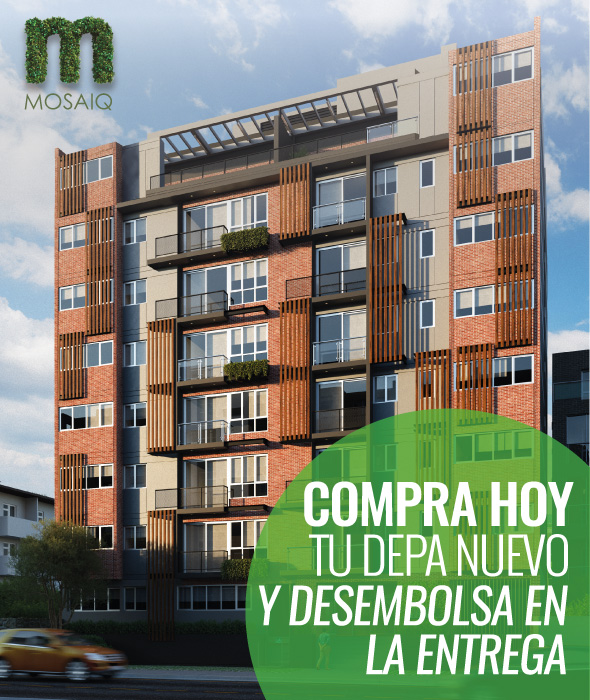 m
MOSAIQ
COMPRA HOY
TU DEPA NUEVO
Y DESEMBOLSA EN
LA ENTREGA